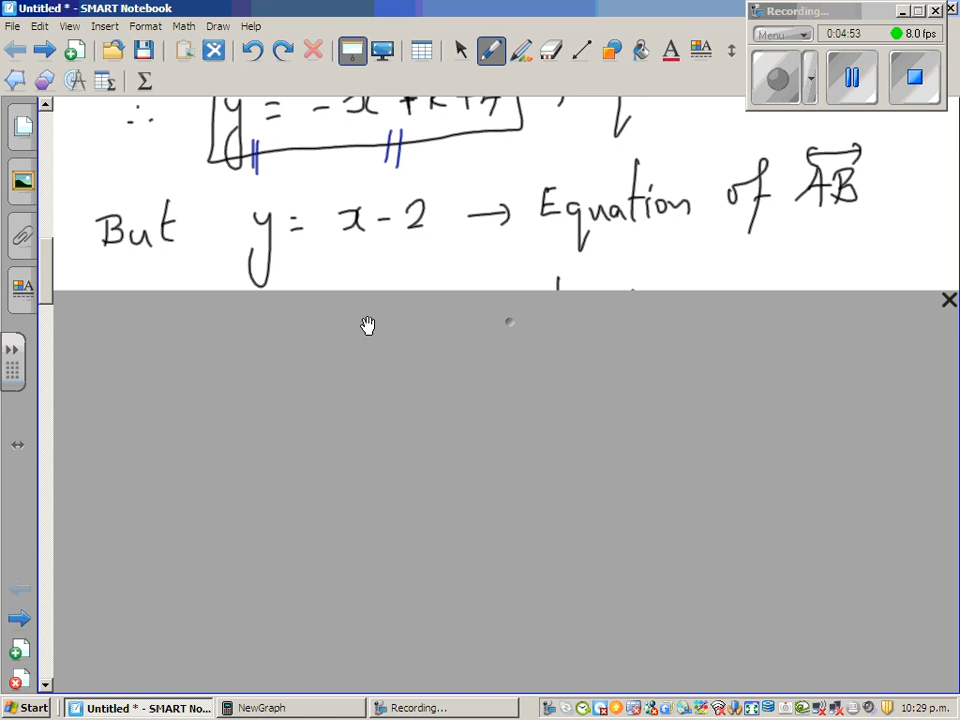 Untitled * - SMART Notebook
File Edit View Insert Format Math Draw Help
Recording...
Menu 0:04:53 8.0 fps
∴ y = -x + k + h ,
But y = x - 2 → Equation of AB
Start Untitled * - SMART No... NewGraph Recording... 10:29 p.m.